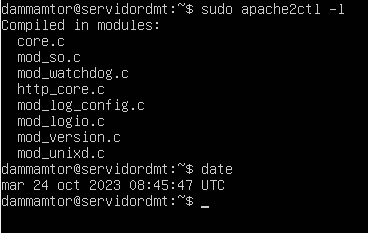 dammamtor@servidordmt:~$ sudo apache2ctl -l
Compiled in modules:
  core.c
  mod_so.c
  mod_watchdog.c
  http_core.c
  mod_log_config.c
  mod_logio.c
  mod_version.c
  mod_unixd.c
dammamtor@servidordmt:~$ date
mar 24 oct 2023 08:45:47 UTC
dammamtor@servidordmt:~$ _